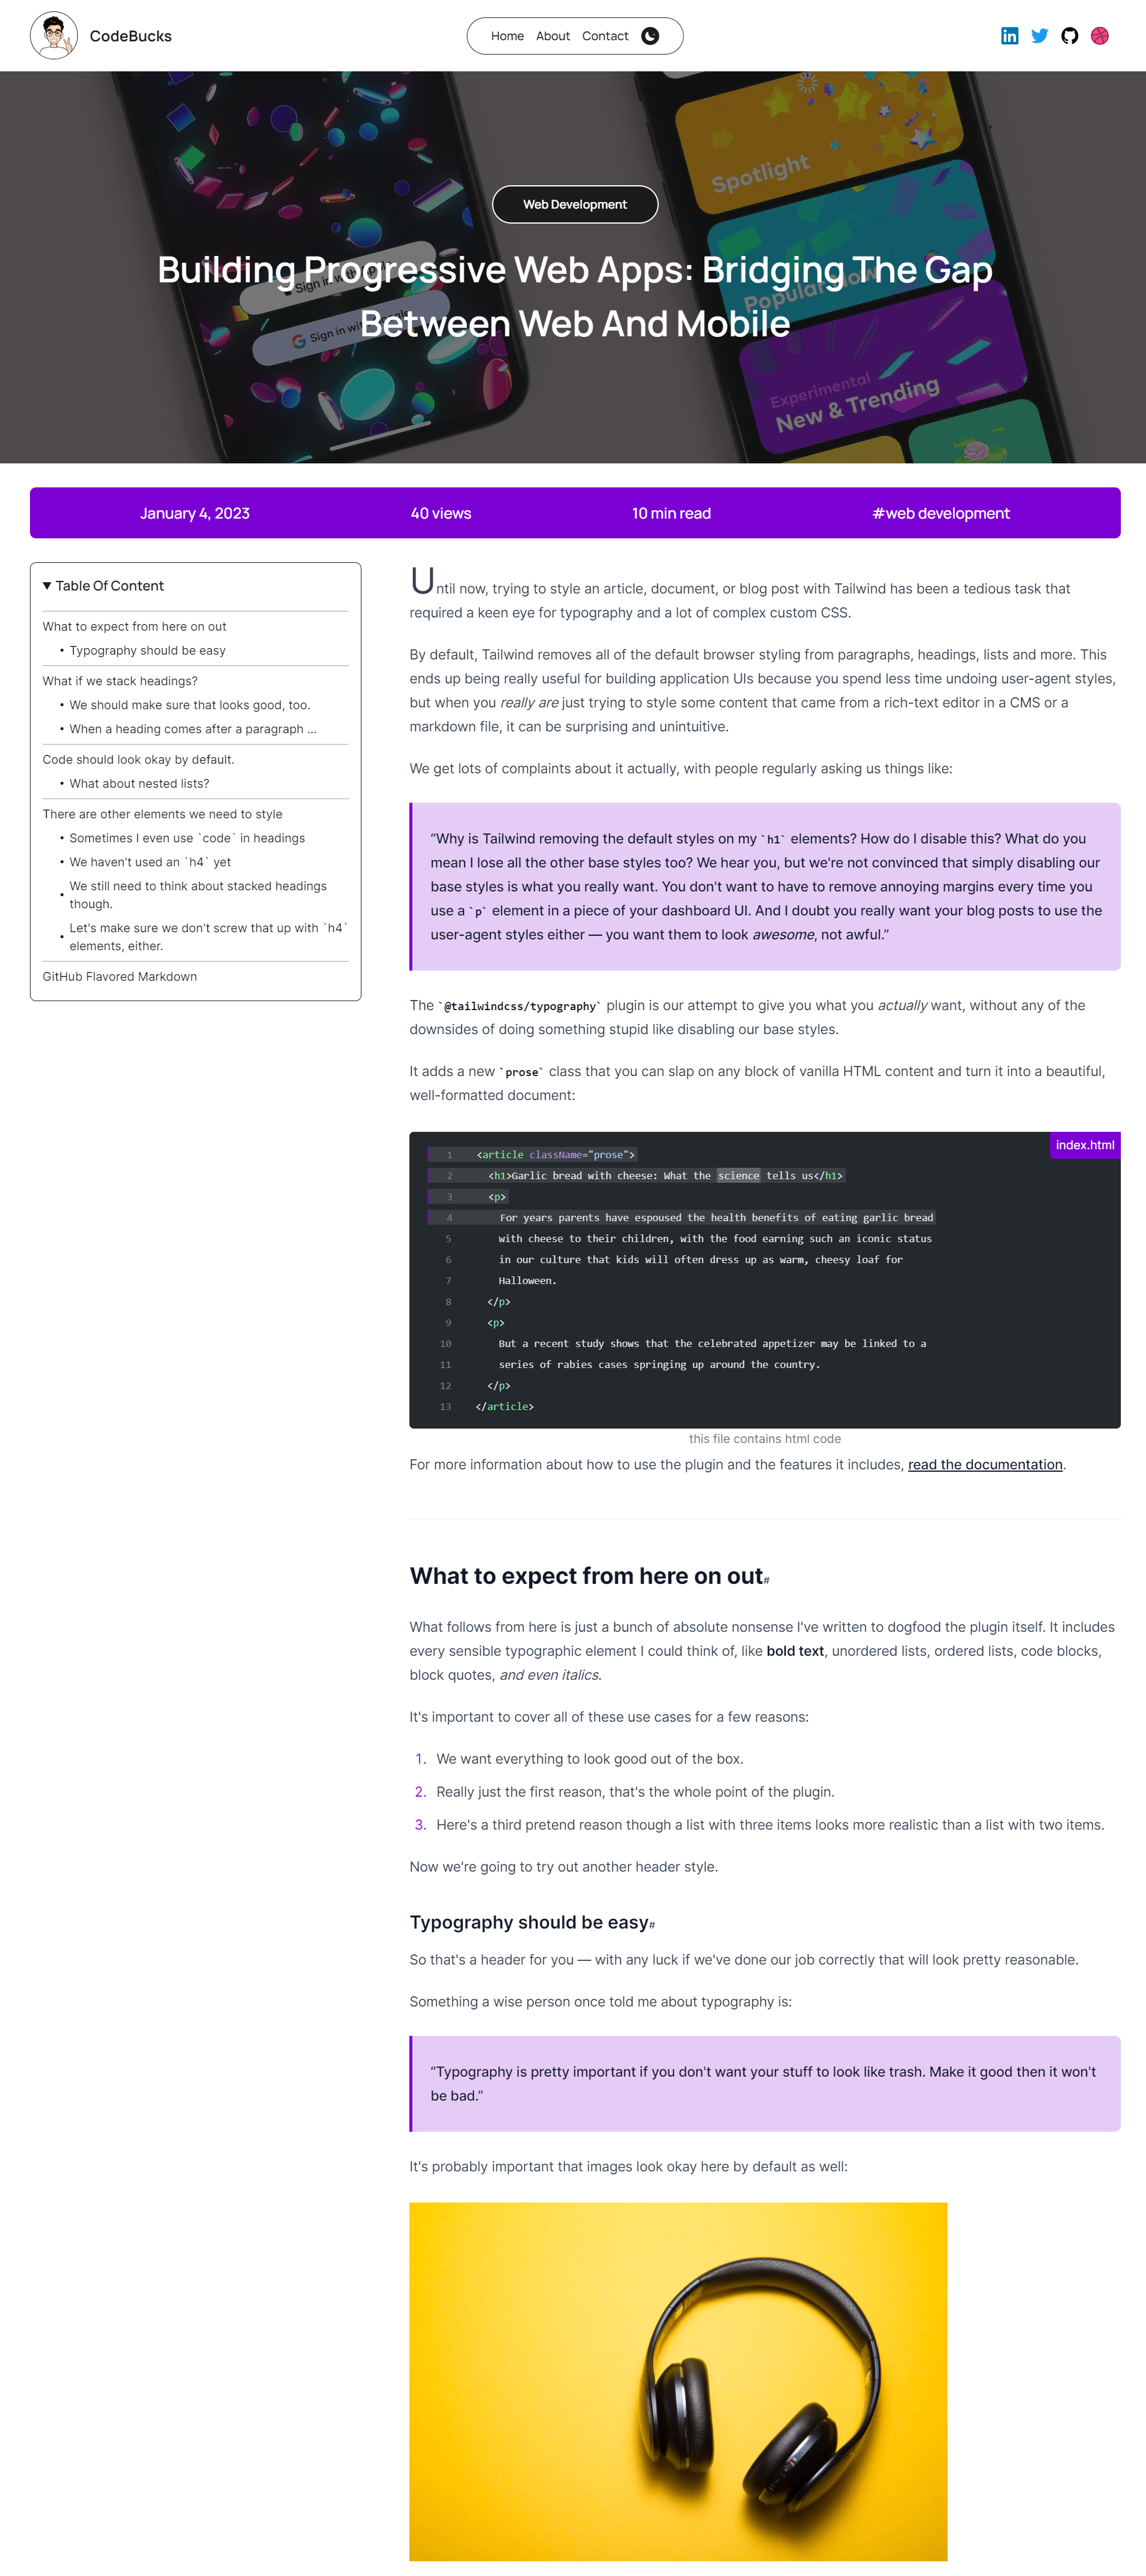 CodeBucks
Home About Contact
Spotlight
Web Development
Building Progressive Web Apps: Bridging The Gap
Between Web And Mobile
Sign in with
Popular Now
Sign in with
Experimental
New & Trending
January 4, 2023 40 views 10 min read #web development
▼ Table Of Content
What to expect from here on out
• Typography should be easy
What if we stack headings?
• We should make sure that looks good, too.
• When a heading comes after a paragraph …
Code should look okay by default.
• What about nested lists?
There are other elements we need to style
• Sometimes I even use `code` in headings
• We haven't used an `h4` yet
• We still need to think about stacked headings
though.
• Let's make sure we don't screw that up with `h4`
elements, either.
GitHub Flavored Markdown
Until now, trying to style an article, document, or blog post with Tailwind has been a tedious task that
required a keen eye for typography and a lot of complex custom CSS.
By default, Tailwind removes all of the default browser styling from paragraphs, headings, lists and more. This
ends up being really useful for building application UIs because you spend less time undoing user-agent styles,
but when you really are just trying to style some content that came from a rich-text editor in a CMS or a
markdown file, it can be surprising and unintuitive.
We get lots of complaints about it actually, with people regularly asking us things like:
“Why is Tailwind removing the default styles on my `h1` elements? How do I disable this? What do you
mean I lose all the other base styles too? We hear you, but we're not convinced that simply disabling our
base styles is what you really want. You don't want to have to remove annoying margins every time you
use a `p` element in a piece of your dashboard UI. And I doubt you really want your blog posts to use the
user-agent styles either — you want them to look awesome, not awful.”
The `@tailwindcss/typography` plugin is our attempt to give you what you actually want, without any of the
downsides of doing something stupid like disabling our base styles.
It adds a new `prose` class that you can slap on any block of vanilla HTML content and turn it into a beautiful,
well-formatted document:
index.html
1 <article className="prose">
2 <h1>Garlic bread with cheese: What the science tells us</h1>
3 <p>
4 For years parents have espoused the health benefits of eating garlic bread
5 with cheese to their children, with the food earning such an iconic status
6 in our culture that kids will often dress up as warm, cheesy loaf for
7 Halloween.
8 </p>
9 <p>
10 But a recent study shows that the celebrated appetizer may be linked to a
11 series of rabies cases springing up around the country.
12 </p>
13 </article>
this file contains html code
For more information about how to use the plugin and the features it includes, read the documentation.
What to expect from here on out#
What follows from here is just a bunch of absolute nonsense I've written to dogfood the plugin itself. It includes
every sensible typographic element I could think of, like bold text, unordered lists, ordered lists, code blocks,
block quotes, and even italics.
It's important to cover all of these use cases for a few reasons:
1. We want everything to look good out of the box.
2. Really just the first reason, that's the whole point of the plugin.
3. Here's a third pretend reason though a list with three items looks more realistic than a list with two items.
Now we're going to try out another header style.
Typography should be easy#
So that's a header for you — with any luck if we've done our job correctly that will look pretty reasonable.
Something a wise person once told me about typography is:
“Typography is pretty important if you don't want your stuff to look like trash. Make it good then it won't
be bad.”
It's probably important that images look okay here by default as well: